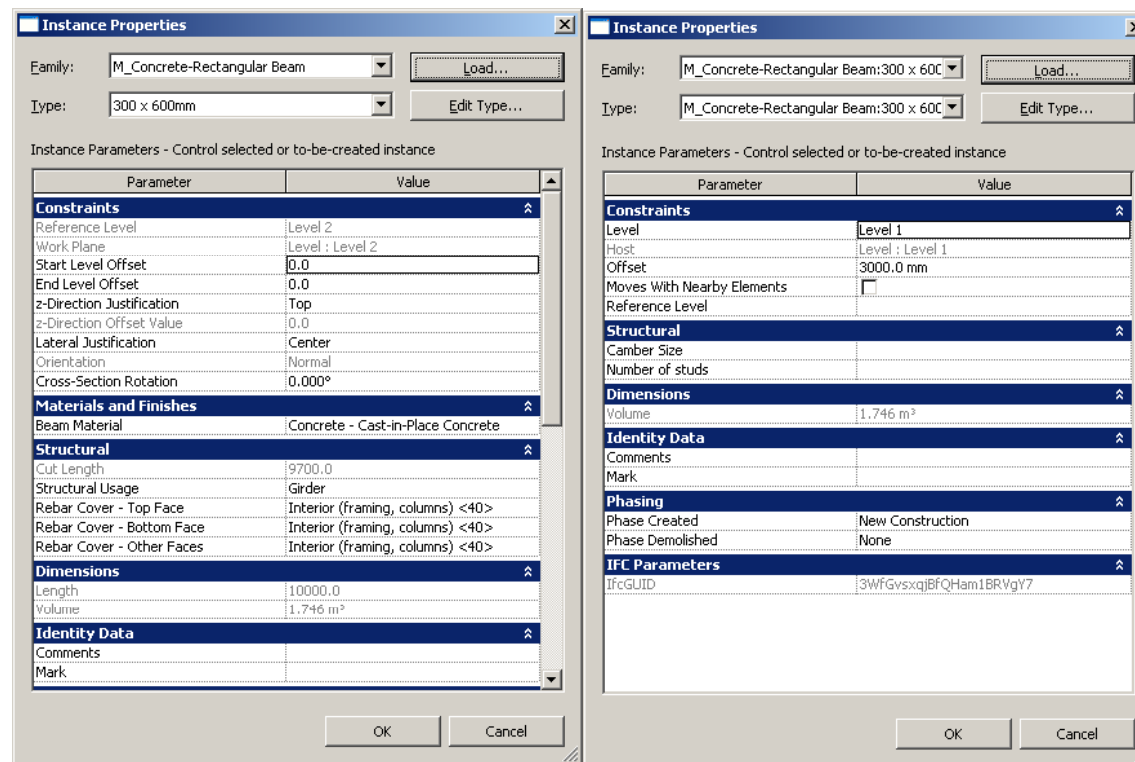 Instance Properties
Family: M_Concrete-Rectangular Beam Load...
Type: 300 x 600mm Edit Type...
Instance Parameters - Control selected or to-be-created instance
Parameter Value
Constraints
Reference Level Level 2
Work Plane Level : Level 2
Start Level Offset 0.0
End Level Offset 0.0
z-Direction Justification Top
z-Direction Offset Value 0.0
Lateral Justification Center
Orientation Normal
Cross-Section Rotation 0.000°
Materials and Finishes
Beam Material Concrete - Cast-in-Place Concrete
Structural
Cut Length 9700.0
Structural Usage Girder
Rebar Cover - Top Face Interior (framing, columns) <40>
Rebar Cover - Bottom Face Interior (framing, columns) <40>
Rebar Cover - Other Faces Interior (framing, columns) <40>
Dimensions
Length 10000.0
Volume 1.746 m³
Identity Data
Comments
Mark
OK Cancel
Instance Properties
Family: M_Concrete-Rectangular Beam:300 x 600 Load...
Type: M_Concrete-Rectangular Beam:300 x 600 Edit Type...
Instance Parameters - Control selected or to-be-created instance
Parameter Value
Constraints
Level Level 1
Host Level : Level 1
Offset 3000.0 mm
Moves With Nearby Elements
Reference Level
Structural
Camber Size
Number of studs
Dimensions
Volume 1.746 m³
Identity Data
Comments
Mark
Phasing
Phase Created New Construction
Phase Demolished None
IFC Parameters
IfcGUID 3WfGvsxqjBfQHam1BRVgY7
OK Cancel